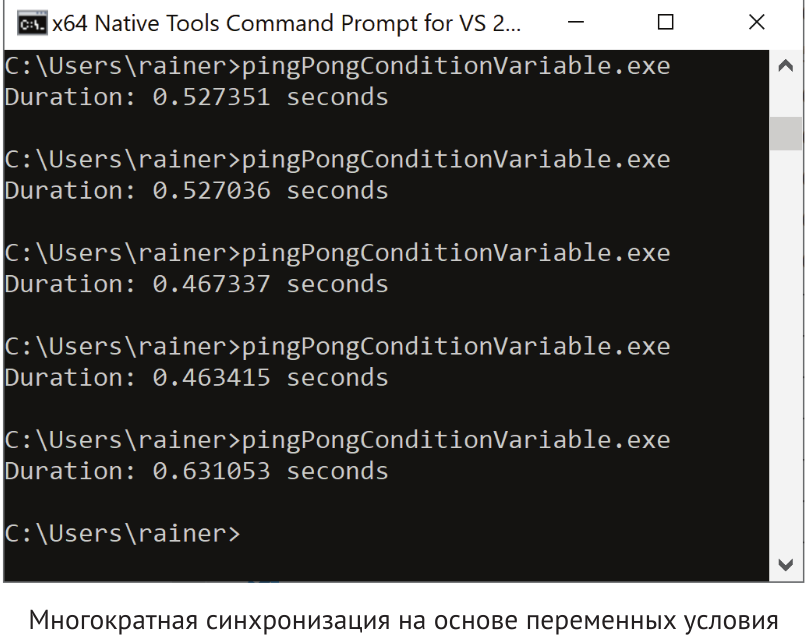 x64 Native Tools Command Prompt for VS 2...
C:\Users\rainer>pingPongConditionVariable.exe
Duration: 0.527351 seconds
C:\Users\rainer>pingPongConditionVariable.exe
Duration: 0.527036 seconds
C:\Users\rainer>pingPongConditionVariable.exe
Duration: 0.467337 seconds
C:\Users\rainer>pingPongConditionVariable.exe
Duration: 0.463415 seconds
C:\Users\rainer>pingPongConditionVariable.exe
Duration: 0.631053 seconds
C:\Users\rainer>
Многократная синхронизация на основе переменных условия